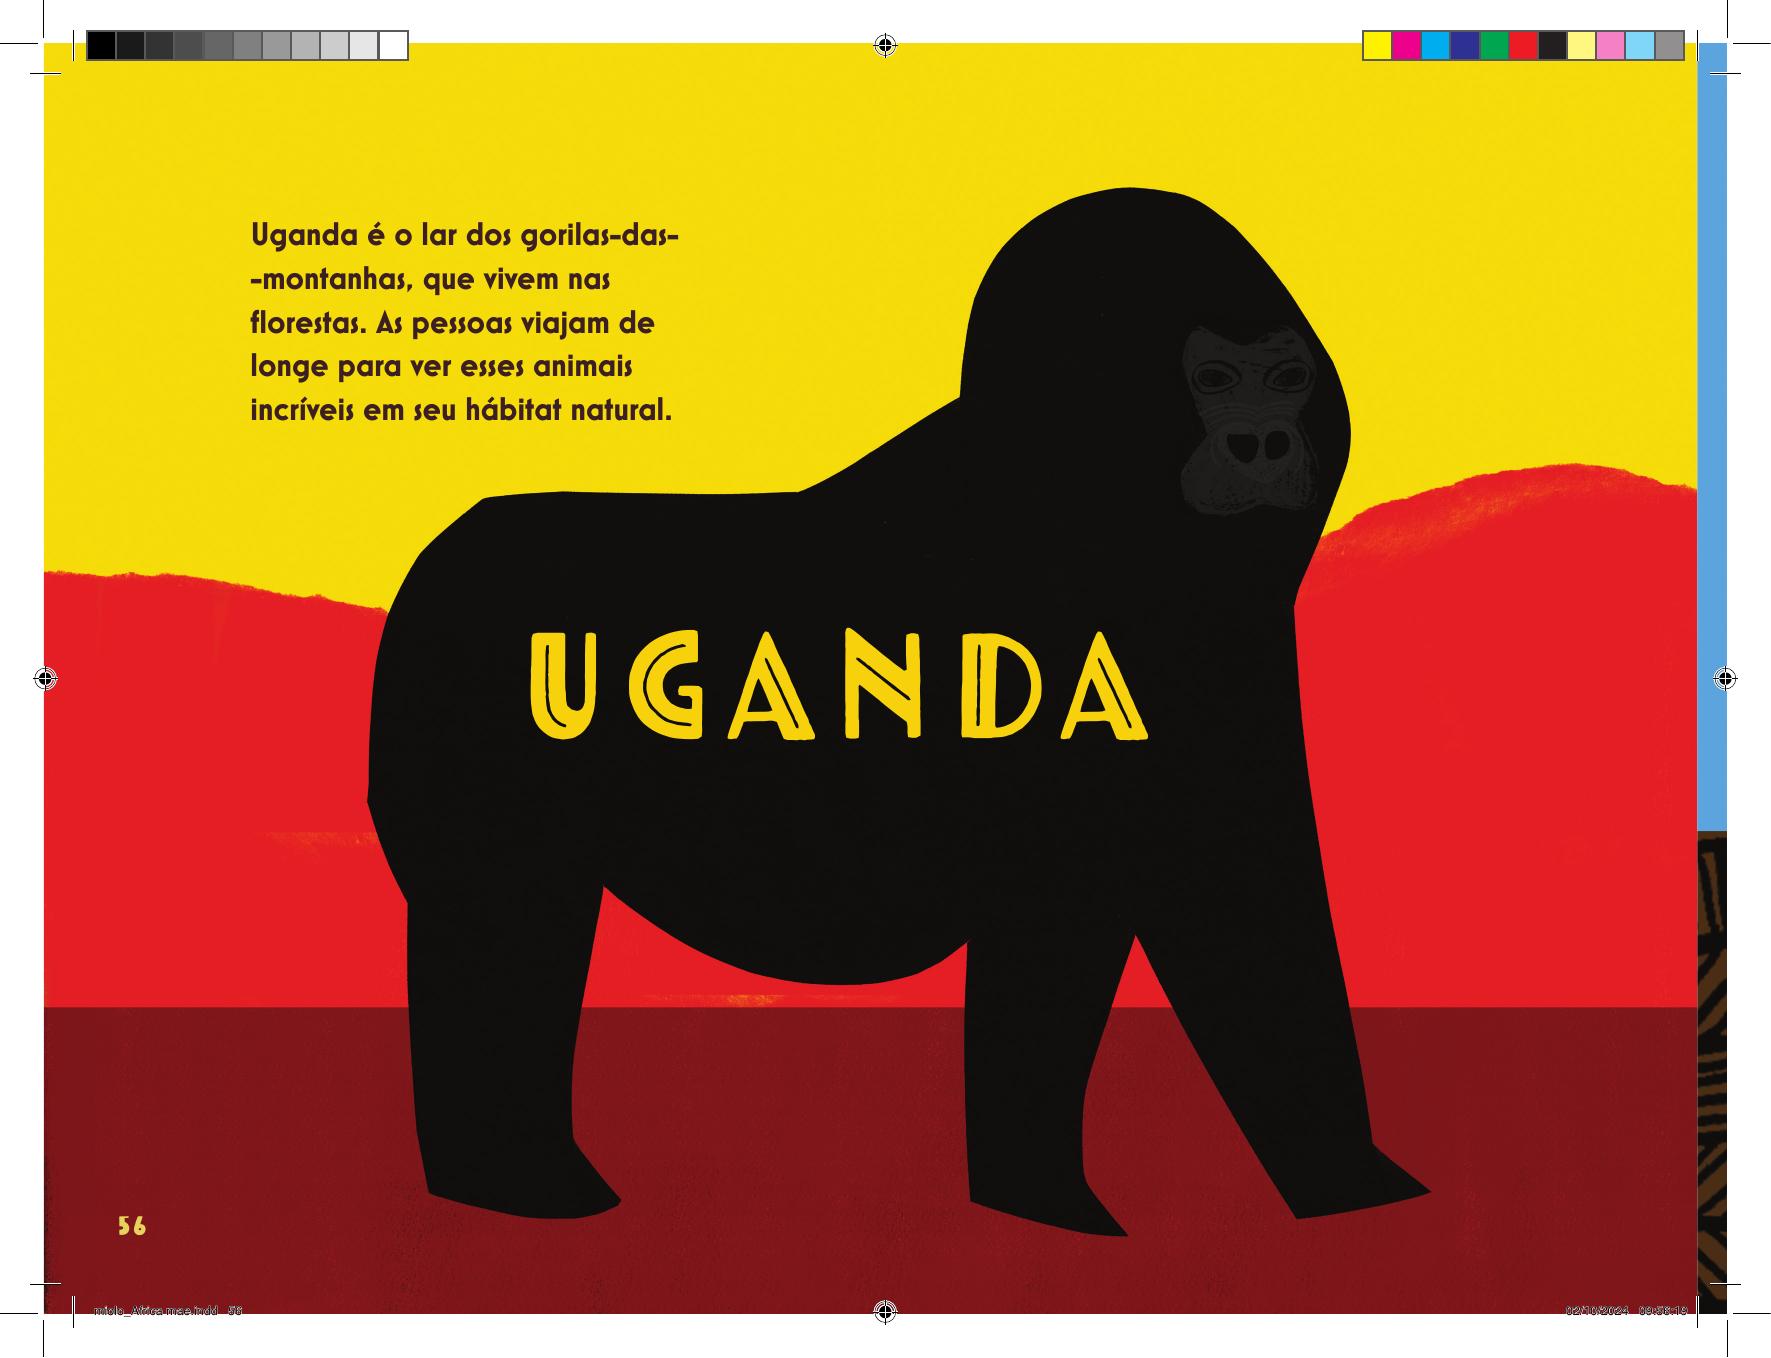 Uganda é o lar dos gorilas-das-
-montanhas, que vivem nas
florestas. As pessoas viajam de
longe para ver esses animais
incríveis em seu hábitat natural.
UGANDA
56
miolo_Africa mae.indd   56
02/10/2024   09:56:19